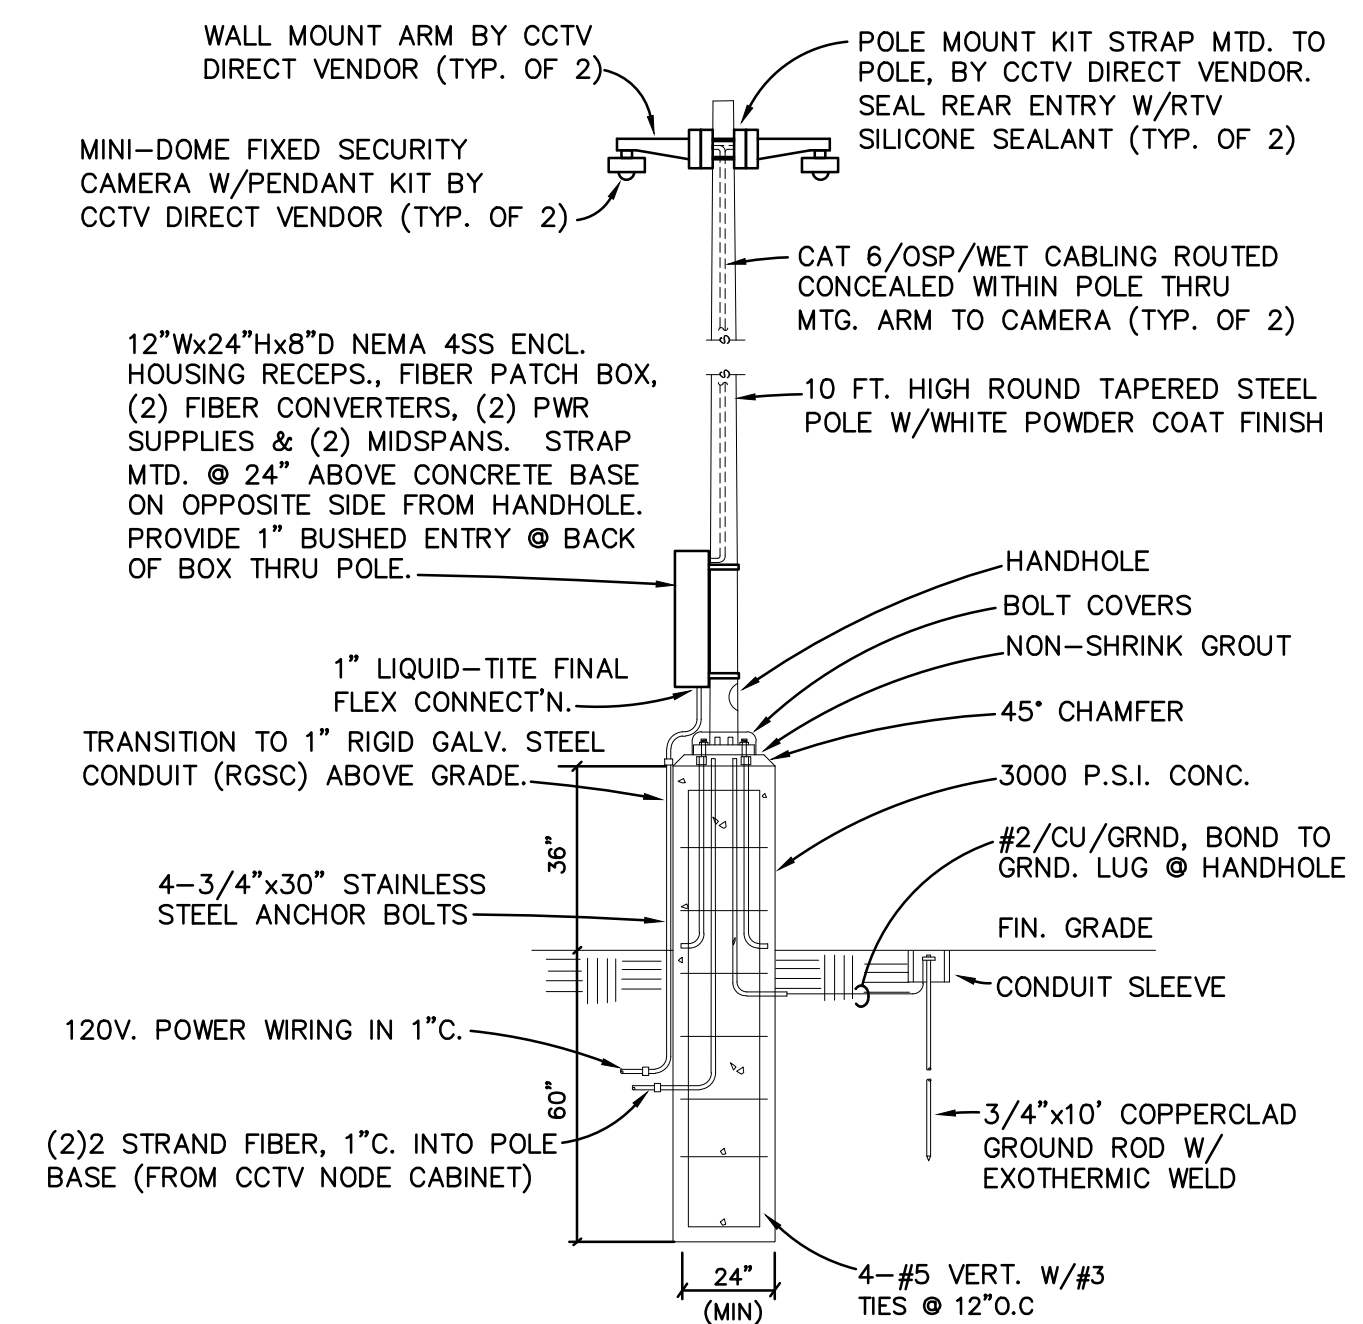 WALL MOUNT ARM BY CCTV
DIRECT VENDOR (TYP. OF 2)
POLE MOUNT KIT STRAP MTD. TO
POLE, BY CCTV DIRECT VENDOR.
SEAL REAR ENTRY W/RTV
SILICONE SEALANT (TYP. OF 2)
MINI-DOME FIXED SECURITY
CAMERA W/PENDANT KIT BY
CCTV DIRECT VENDOR (TYP. OF 2)
CAT 6/OSP/WET CABLING ROUTED
CONCEALED WITHIN POLE THRU
MTG. ARM TO CAMERA (TYP. OF 2)
12"Wx24"Hx8"D NEMA 4SS ENCL.
HOUSING RECEPS., FIBER PATCH BOX,
(2) FIBER CONVERTERS, (2) PWR
SUPPLIES & (2) MIDSPANS. STRAP
MTD. @ 24" ABOVE CONCRETE BASE
ON OPPOSITE SIDE FROM HANDHOLE.
PROVIDE 1" BUSHED ENTRY @ BACK
OF BOX THRU POLE.
10 FT. HIGH ROUND TAPERED STEEL
POLE W/WHITE POWDER COAT FINISH
HANDHOLE
BOLT COVERS
NON-SHRINK GROUT
1" LIQUID-TITE FINAL
FLEX CONNECT'N.
45° CHAMFER
TRANSITION TO 1" RIGID GALV. STEEL
CONDUIT (RGSC) ABOVE GRADE.
3000 P.S.I. CONC.
36"
#2/CU/GRND, BOND TO
GRND. LUG @ HANDHOLE
4-3/4"x30" STAINLESS
STEEL ANCHOR BOLTS
FIN. GRADE
CONDUIT SLEEVE
120V. POWER WIRING IN 1"C.
60"
3/4"x10' COPPERCLAD
GROUND ROD W/
EXOTHERMIC WELD
(2)2 STRAND FIBER, 1"C. INTO POLE
BASE (FROM CCTV NODE CABINET)
24"
(MIN)
4-#5 VERT. W/#3
TIES @ 12"O.C